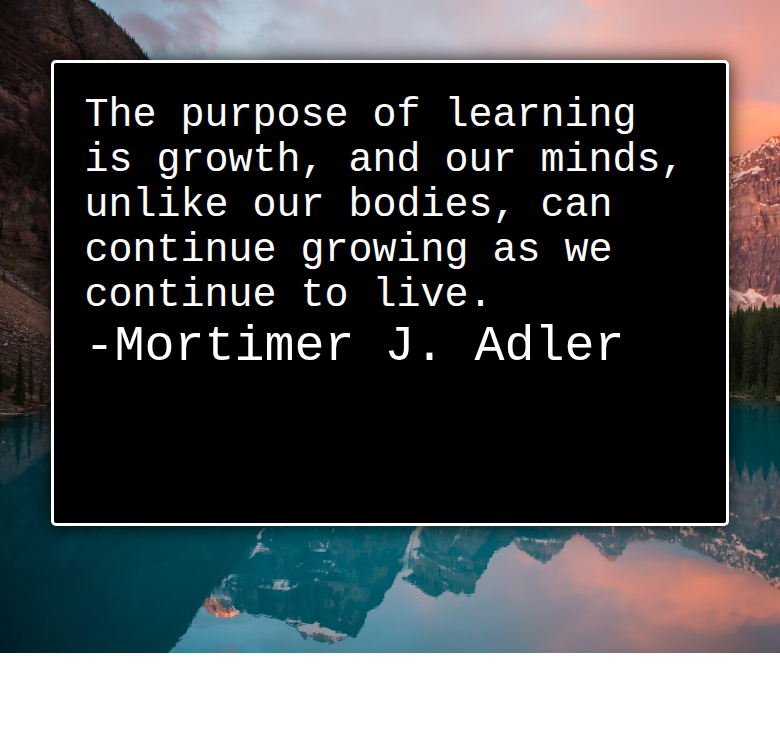 The purpose of learning
is growth, and our minds,
unlike our bodies, can
continue growing as we
continue to live.
-Mortimer J. Adler